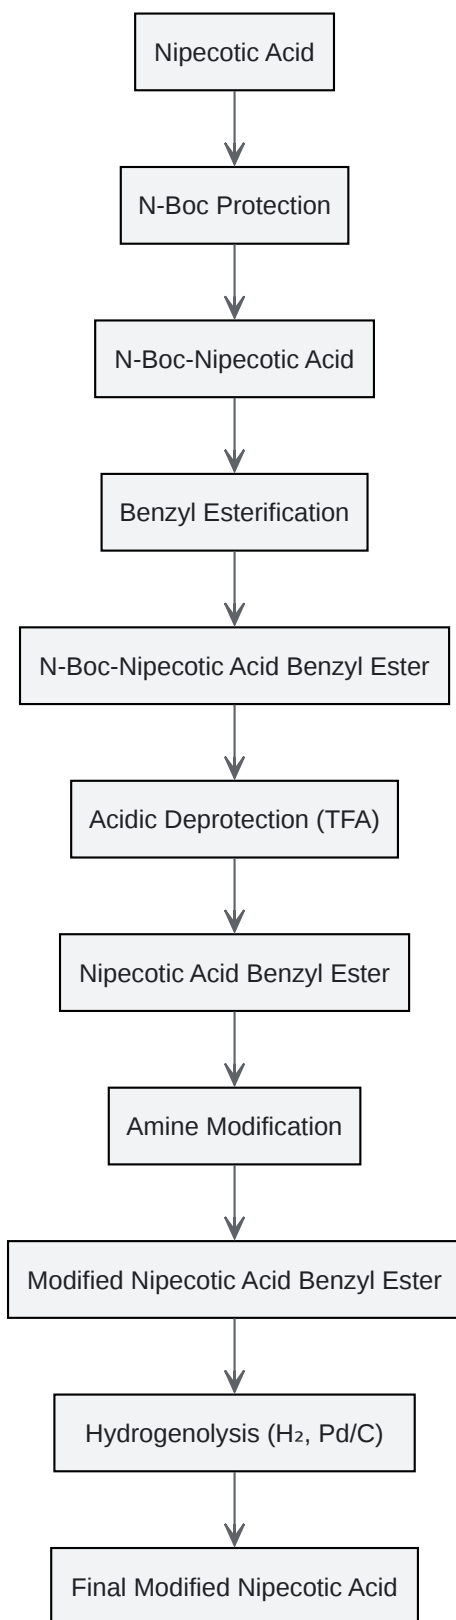 Nipecotic Acid
N-Boc Protection
N-Boc-Nipecotic Acid
Benzyl Esterification
N-Boc-Nipecotic Acid Benzyl Ester
Acidic Deprotection (TFA)
Nipecotic Acid Benzyl Ester
Amine Modification
Modified Nipecotic Acid Benzyl Ester
Hydrogenolysis (H₂, Pd/C)
Final Modified Nipecotic Acid